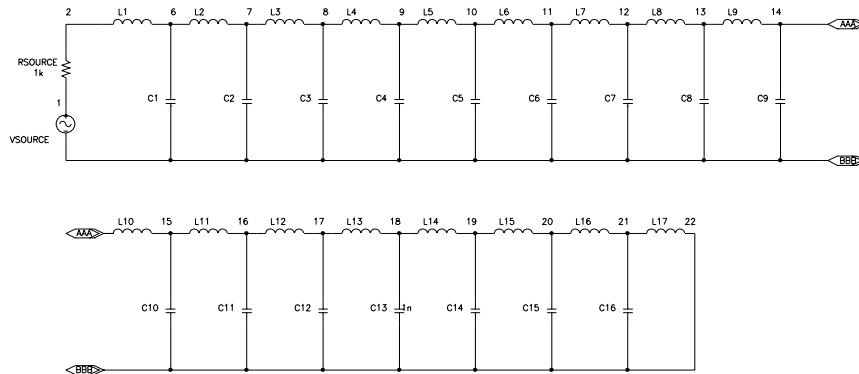 2 L1 6 L2 7 L3 8 L4 9 L5 10 L6 11 L7 12 L8 13 L9 14 AAA
RSOURCE
1k
1 C1 C2 C3 C4 C5 C6 C7 C8 C9
VSOURCE
BBB
L10 15 L11 16 L12 17 L13 18 L14 19 L15 20 L16 21 L17 22
AAA
C10 C11 C12 C13 1n C14 C15 C16
BBB